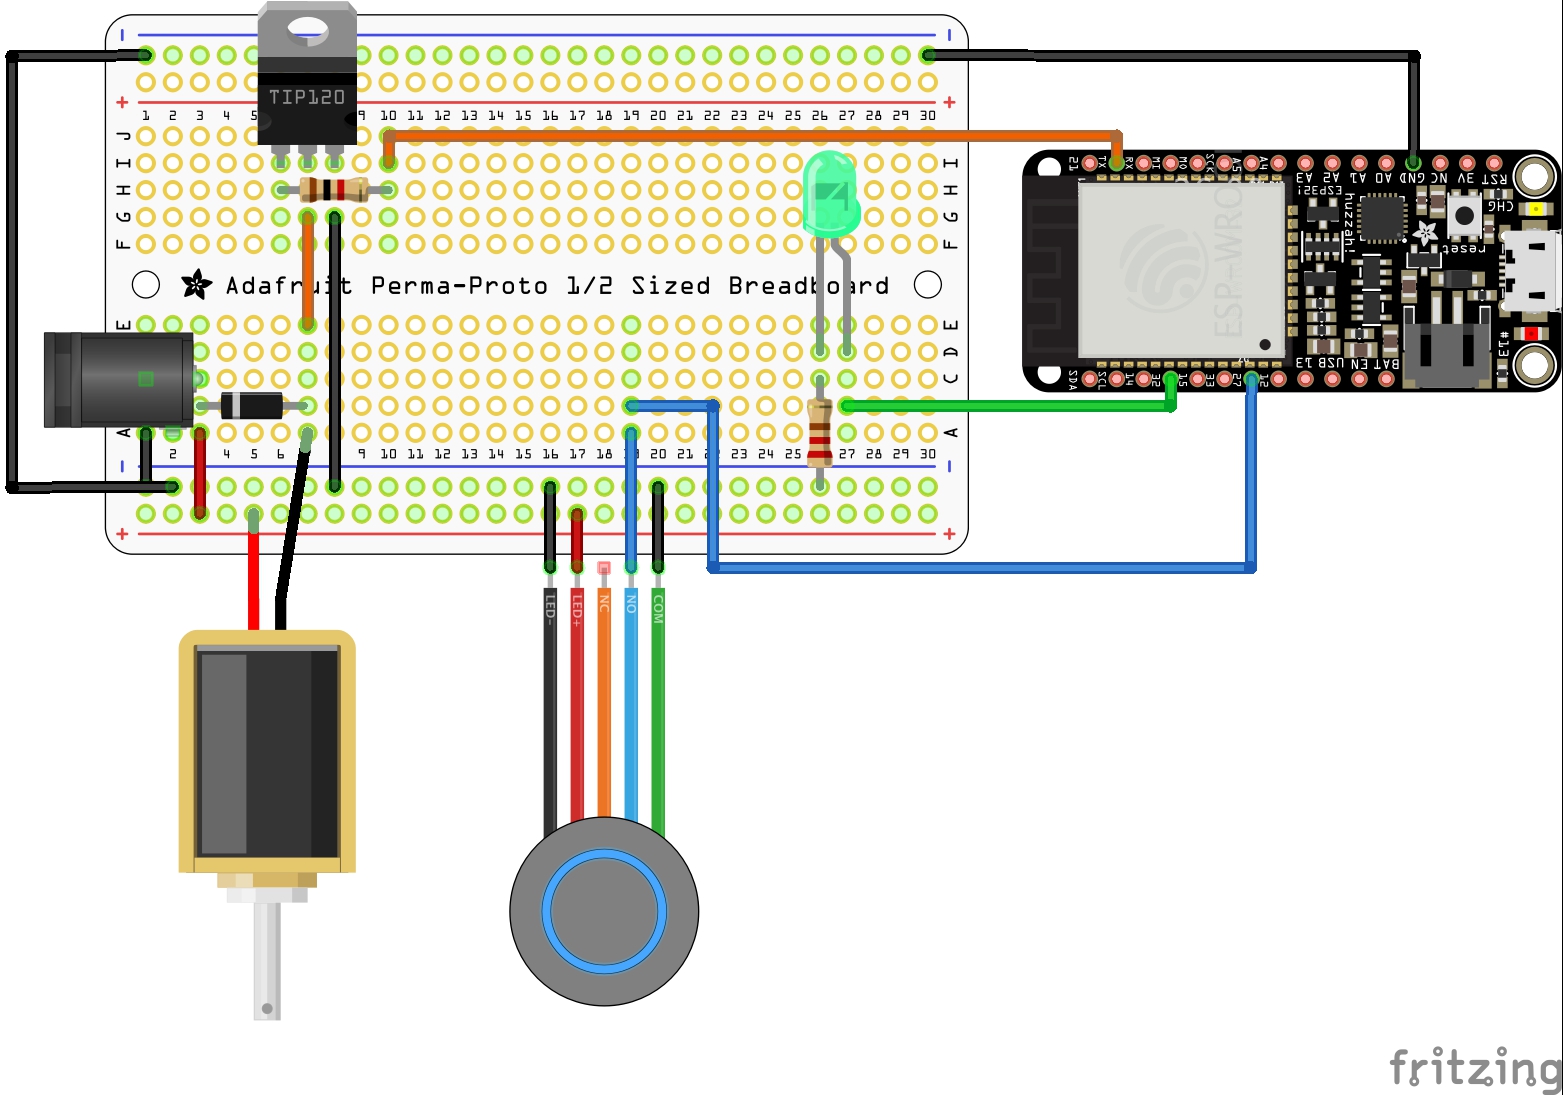 TIP120
1 2 3 4 5 9 10 11 12 13 14 15 16 17 18 19 20 21 22 23 24 25 26 27 28 29 30
J
I I
H H
G G
F F
Adafruit Perma-Proto 1/2 Sized Breadboard
E E
D
C
A A
2 4 5 6 9 10 11 12 13 14 15 16 17 18 19 20 21 22 23 24 25 27 28 29 30
21 TX RX MI MO SCK A5 A4 A3 A2 A1 A0 GND NC 3V RST
ESP32!
huzzah!
CHG
reset
ESP-WRO
#13
SDA SCL 14 32 15 33 27 12 13 USB EN BAT
LED-
LED+
NC
NO
COM
fritzing